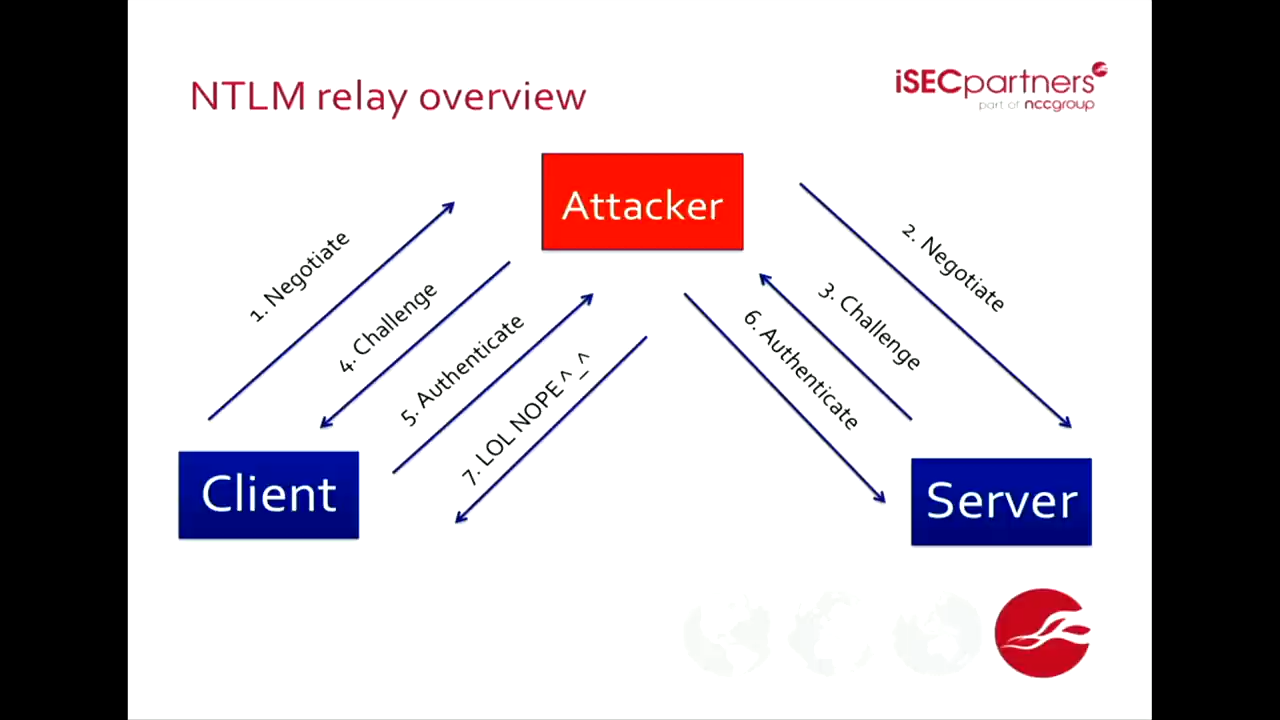 NTLM relay overview
iSECpartners
part of nccgroup
Attacker
1. Negotiate
2. Negotiate
3. Challenge
4. Challenge
5. Authenticate
6. Authenticate
7. LOL NOPE ^_^
Client
Server